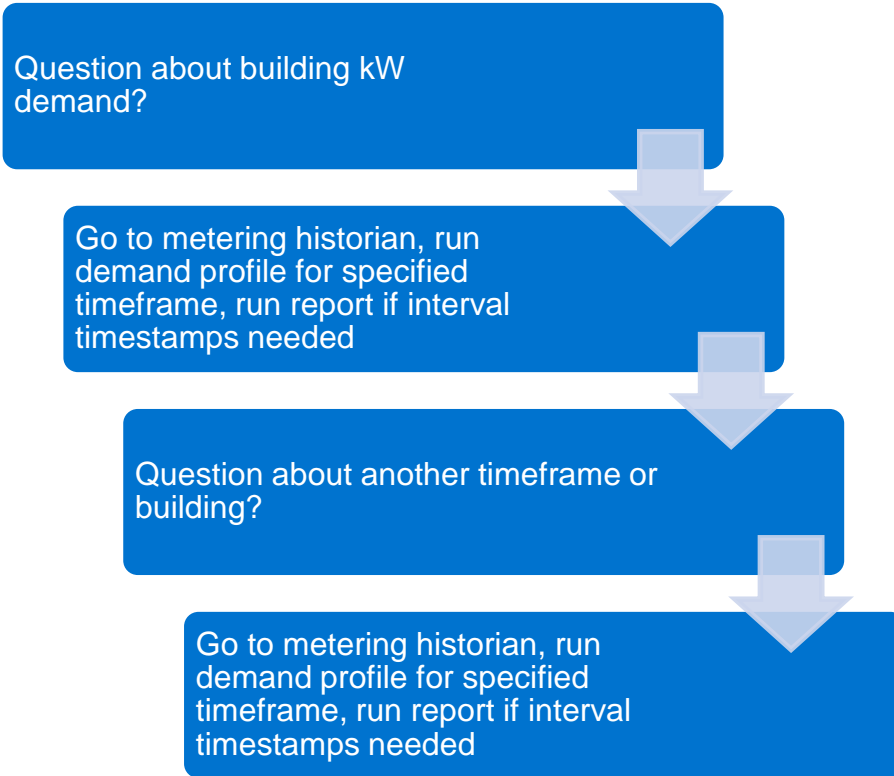 Question about building kW
demand?
Go to metering historian, run
demand profile for specified
timeframe, run report if interval
timestamps needed
Question about another timeframe or
building?
Go to metering historian, run
demand profile for specified
timeframe, run report if interval
timestamps needed